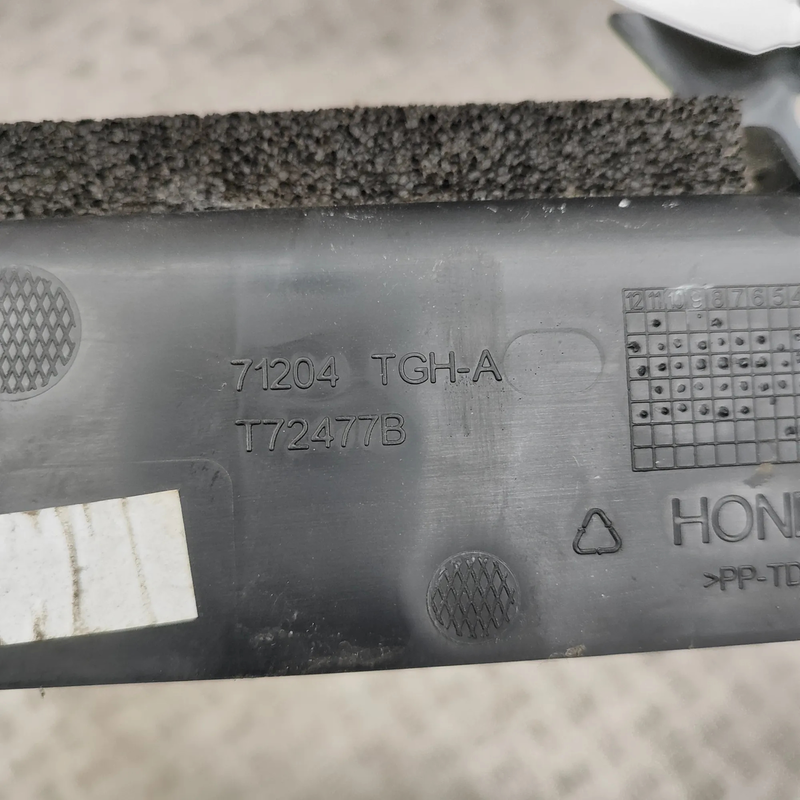 12 11 10 9 8 7 6 5 4
71204 TGH-A
T72477B
HON
>PP-TD